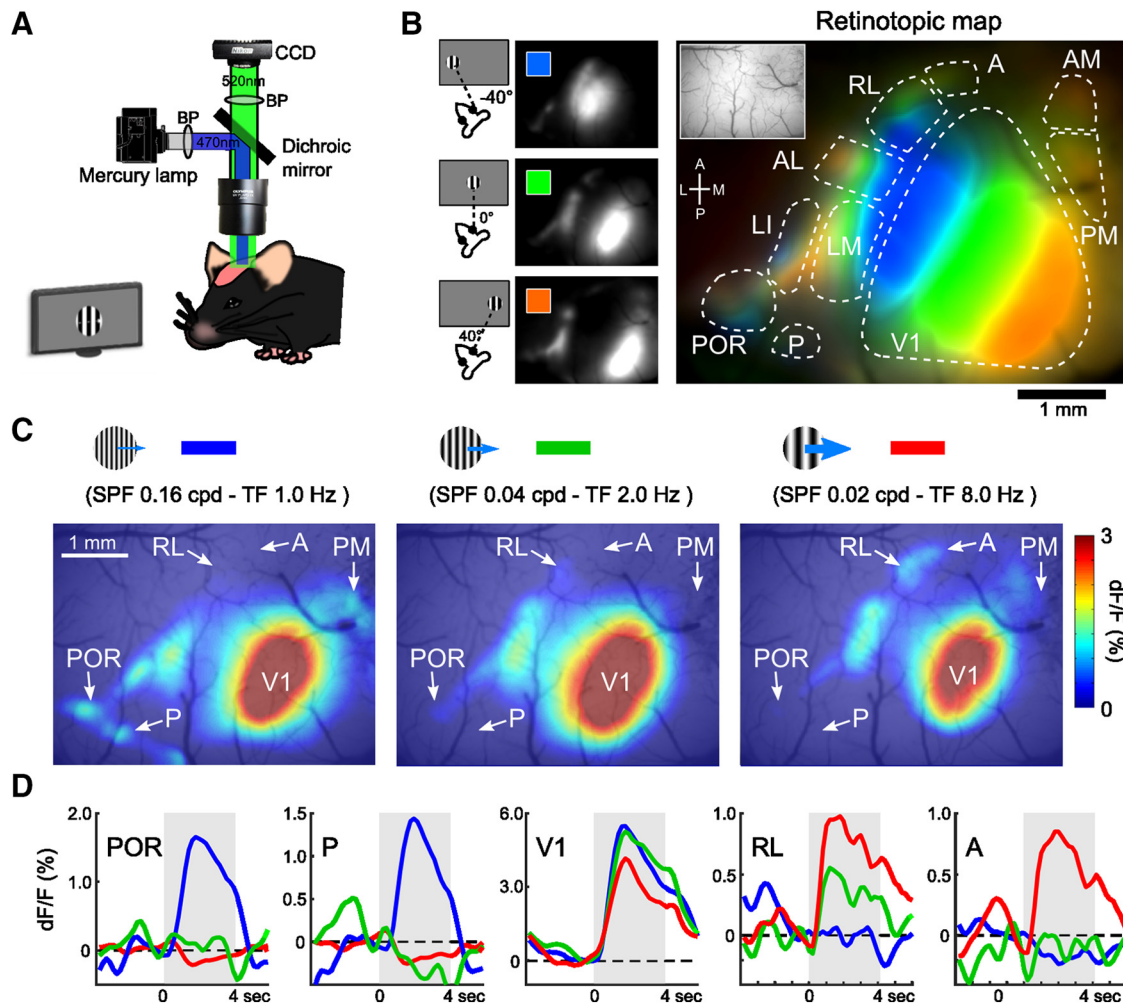 A
CCD
Nikon
520nm
BP
BP
470nm
Mercury lamp
Dichroic
mirror
OLYMPUS
B
Retinotopic map
-40°
0°
40°
A
L M
P
RL
A
AM
AL
LI
LM
PM
POR
P
V1
1 mm
C
(SPF 0.16 cpd - TF 1.0 Hz )
(SPF 0.04 cpd - TF 2.0 Hz )
(SPF 0.02 cpd - TF 8.0 Hz )
1 mm
RL
A
PM
POR
P
V1
RL
A
PM
POR
P
V1
RL
A
PM
POR
P
V1
3
dF/F (%)
0
D
dF/F (%)
2.0
1.0
0
POR
0 4 sec
1.5
1.0
0.5
0
P
0 4 sec
6.0
3.0
0
V1
0 4 sec
1.0
0.5
0
RL
0 4 sec
1.0
0.5
0
A
0 4 sec